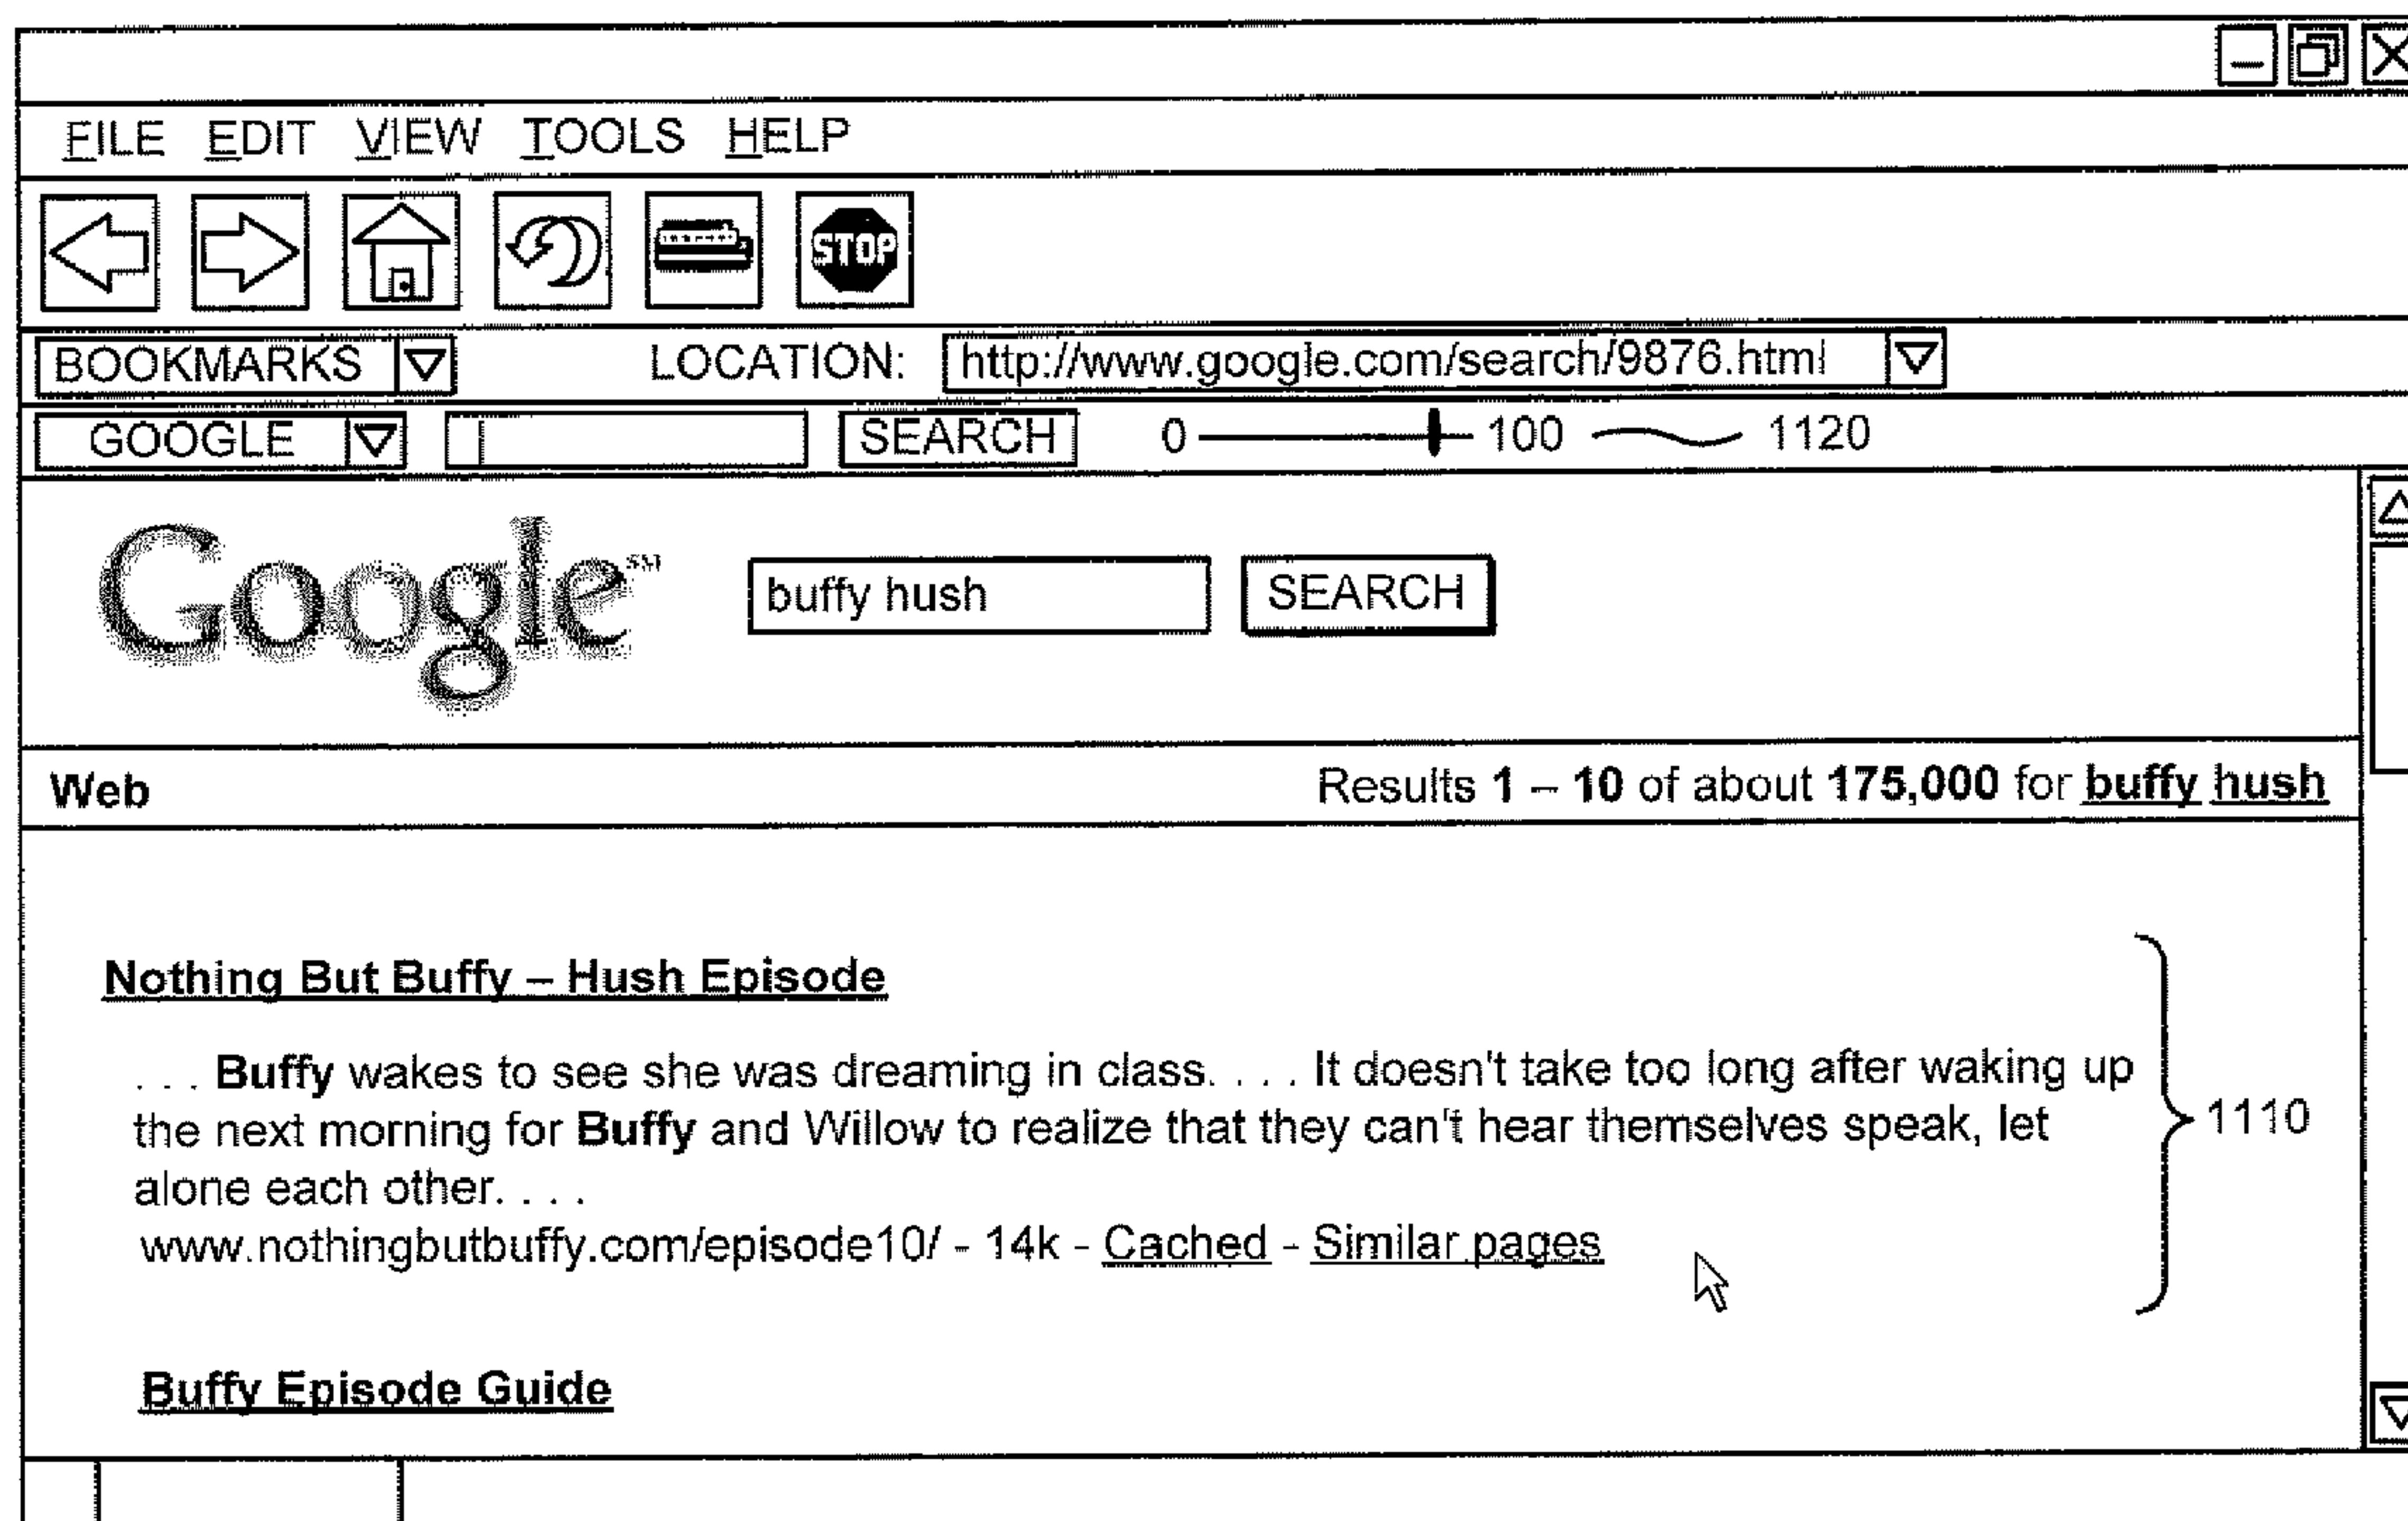 FILE EDIT VIEW TOOLS HELP
STOP
BOOKMARKS LOCATION: http://www.google.com/search/9876.html
GOOGLE SEARCH 0 100 1120
Google SM buffy hush SEARCH
Web Results 1 – 10 of about 175,000 for buffy hush
Nothing But Buffy – Hush Episode
. . . Buffy wakes to see she was dreaming in class. . . . It doesn't take too long after waking up
the next morning for Buffy and Willow to realize that they can't hear themselves speak, let
alone each other. . . .
1110
www.nothingbutbuffy.com/episode10/ - 14k - Cached - Similar pages
Buffy Episode Guide